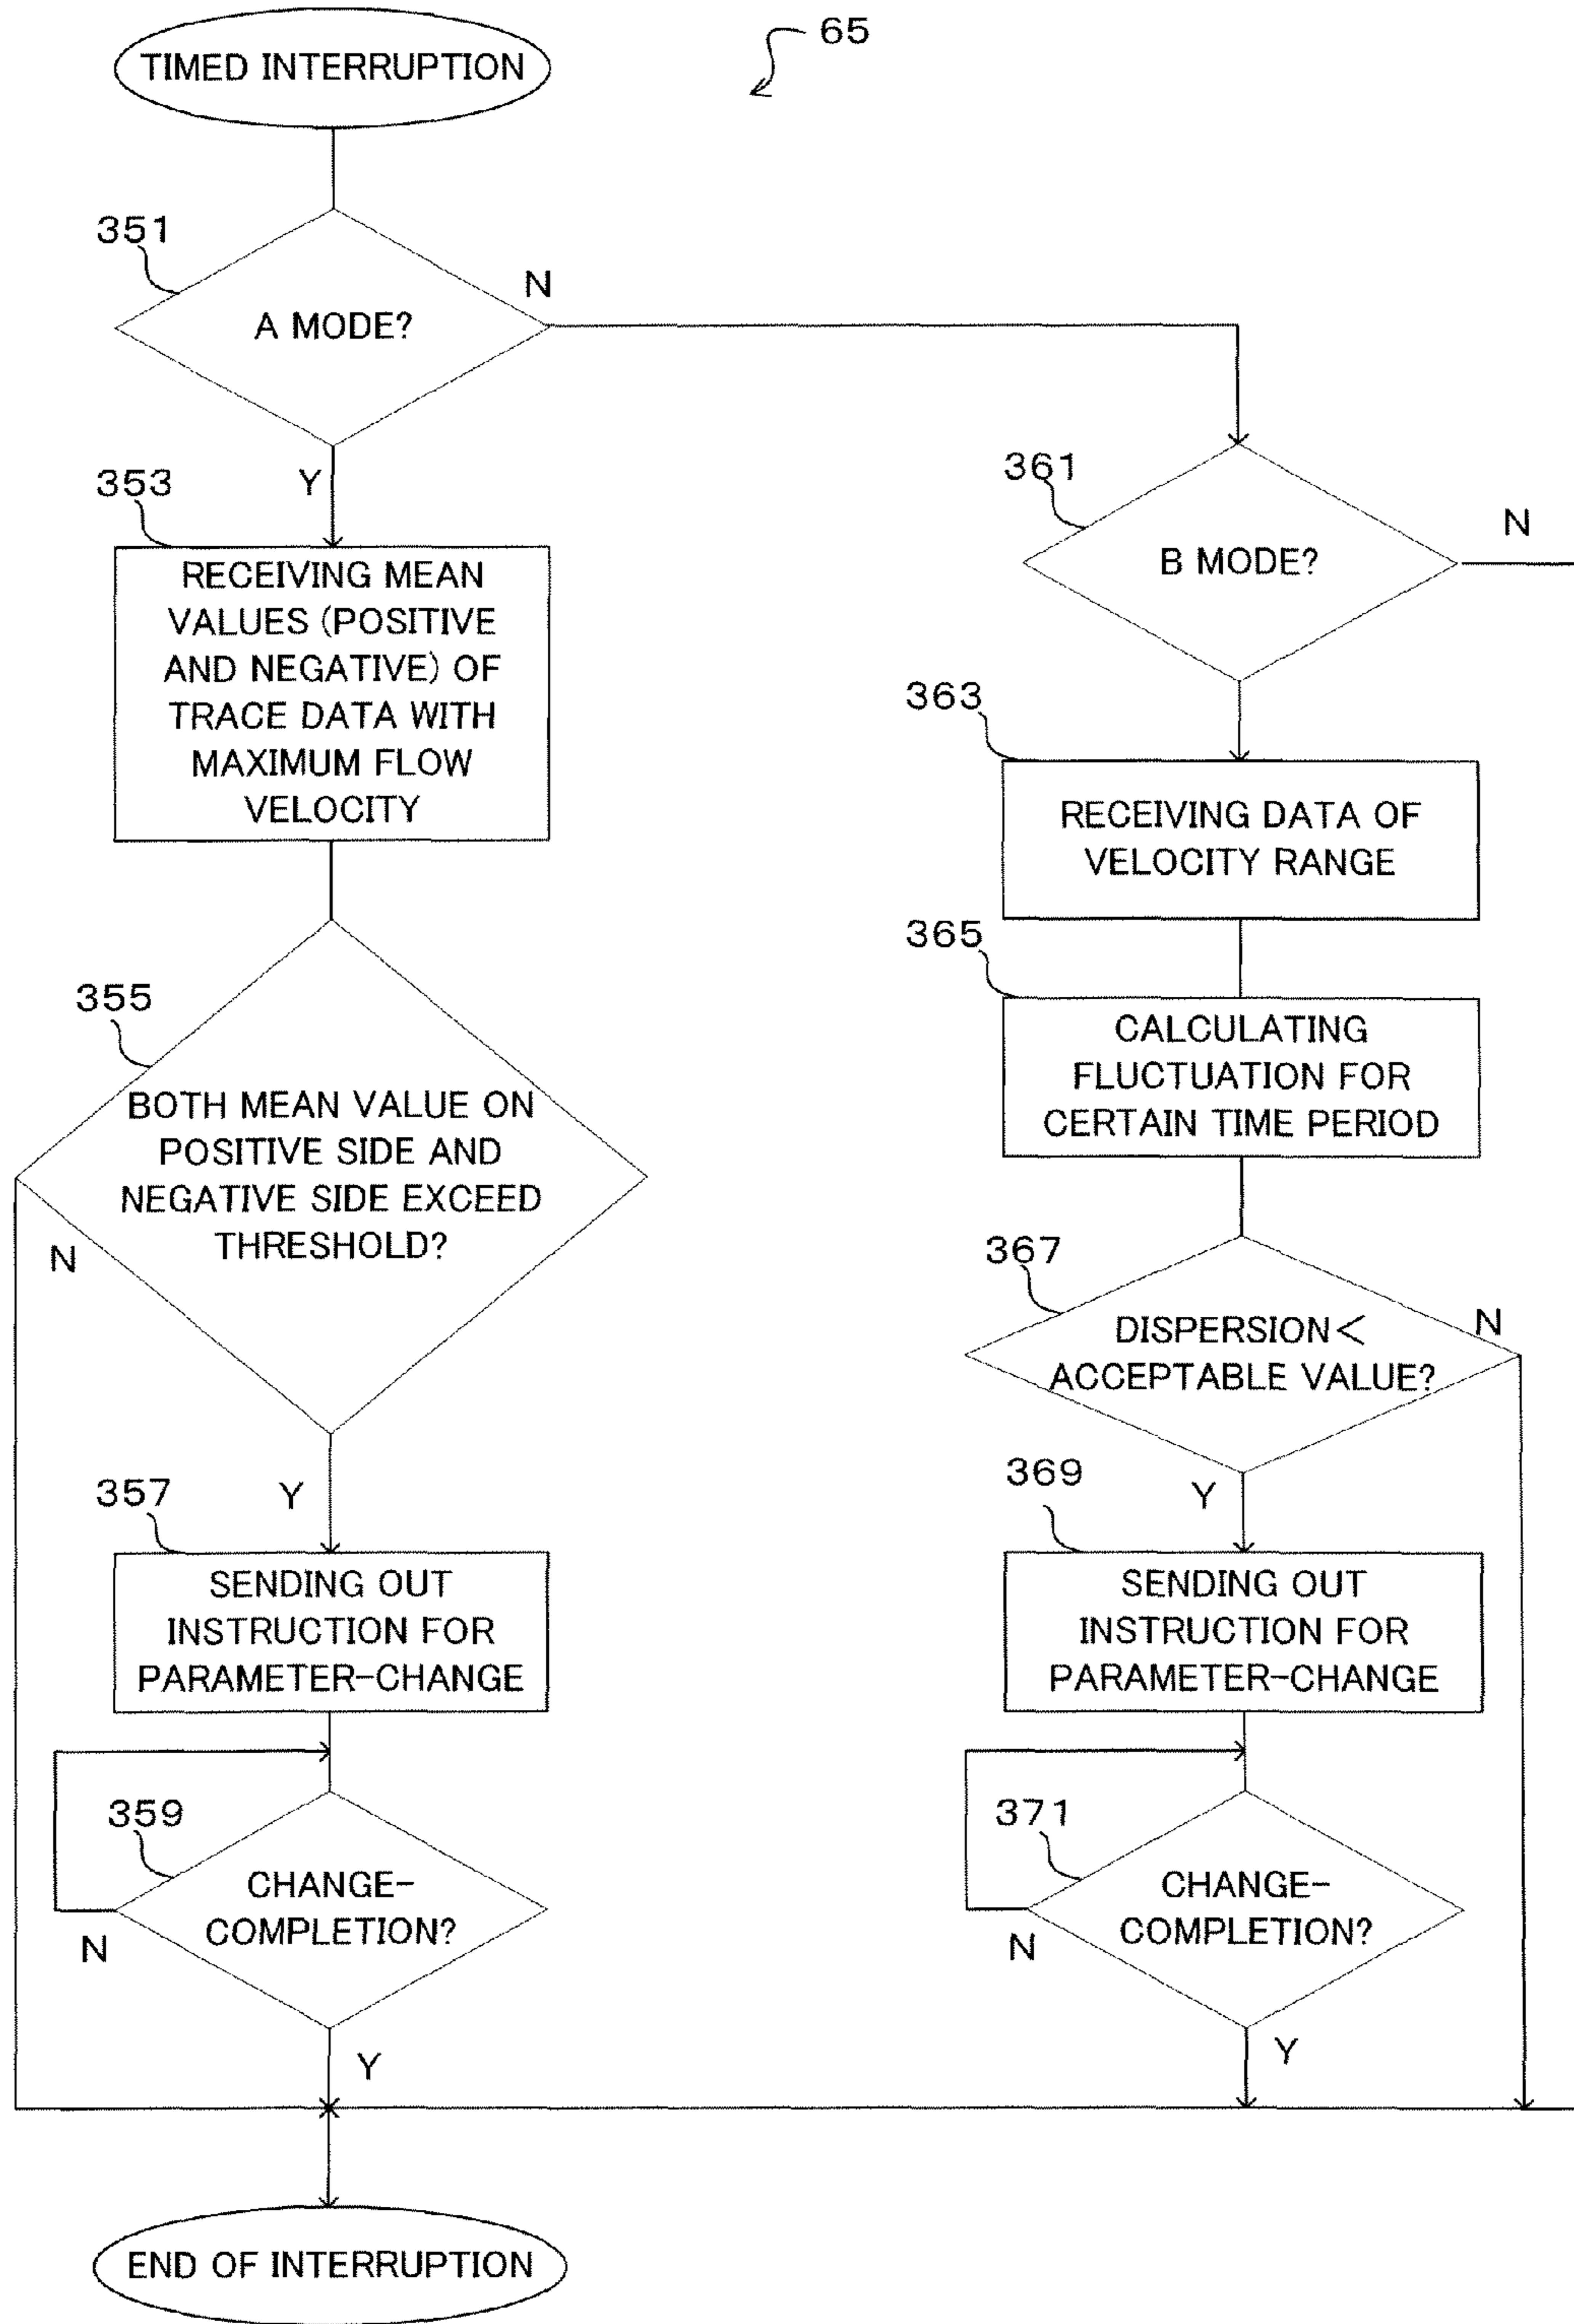 TIMED INTERRUPTION
65
351
A MODE?
N
Y
353
RECEIVING MEAN
VALUES (POSITIVE
AND NEGATIVE) OF
TRACE DATA WITH
MAXIMUM FLOW
VELOCITY
355
BOTH MEAN VALUE ON
POSITIVE SIDE AND
NEGATIVE SIDE EXCEED
THRESHOLD?
N
Y
357
SENDING OUT
INSTRUCTION FOR
PARAMETER-CHANGE
359
CHANGE-
COMPLETION?
N
Y
361
B MODE?
N
363
RECEIVING DATA OF
VELOCITY RANGE
365
CALCULATING
FLUCTUATION FOR
CERTAIN TIME PERIOD
367
DISPERSION<
ACCEPTABLE VALUE?
N
Y
369
SENDING OUT
INSTRUCTION FOR
PARAMETER-CHANGE
371
CHANGE-
COMPLETION?
N
Y
END OF INTERRUPTION